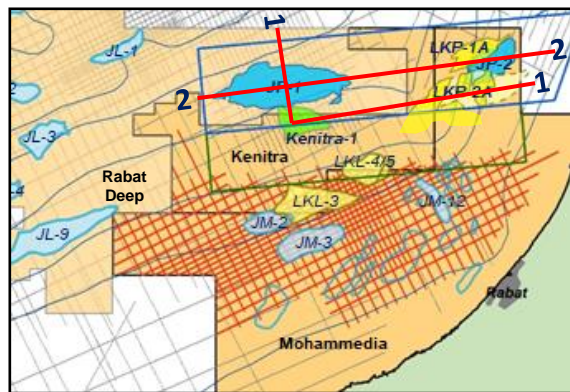 1
JL-1
LKP-1A
2
JP-2
JP-1
2
LKP-2A
1
JL-3
Kenitra-1
Kenitra
LKL-4/5
Rabat
Deep
LKL-3
JM-12
JM-2
JL-9
JM-3
Rabat
Mohammedia